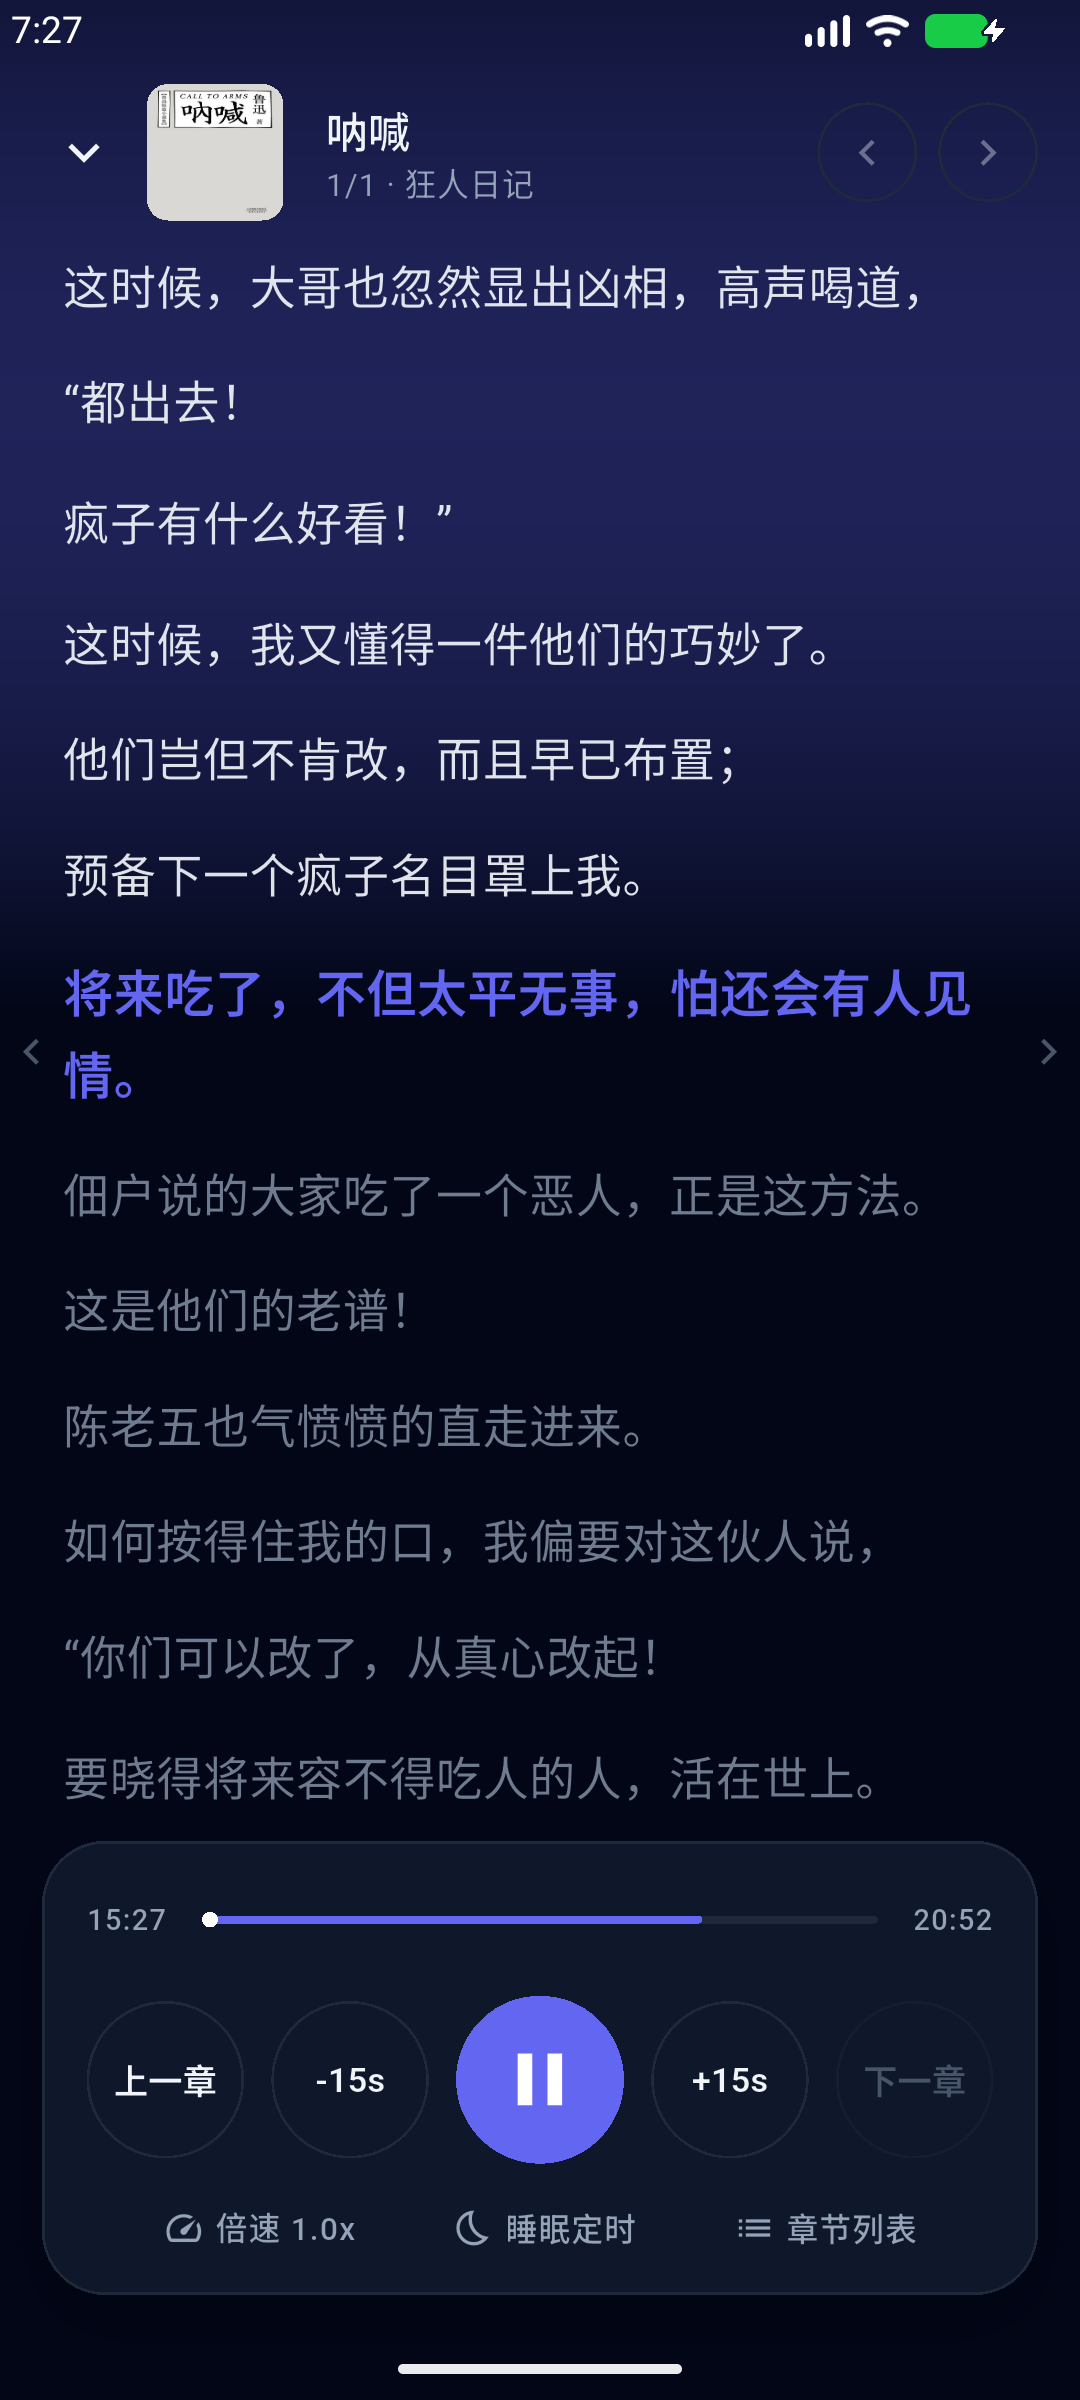 7:27
CALL TO ARMS
呐喊
鲁迅 著
呐喊
1/1 · 狂人日记
这时候，大哥也忽然显出凶相，高声喝道，
“都出去！
疯子有什么好看！”
这时候，我又懂得一件他们的巧妙了。
他们岂但不肯改，而且早已布置；
预备下一个疯子名目罩上我。
将来吃了，不但太平无事，怕还会有人见
情。
佃户说的大家吃了一个恶人，正是这方法。
这是他们的老谱！
陈老五也气愤愤的直走进来。
如何按得住我的口，我偏要对这伙人说，
“你们可以改了，从真心改起！
要晓得将来容不得吃人的人，活在世上。
15:27
20:52
上一章
-15s
+15s
下一章
倍速 1.0x
睡眠定时
章节列表